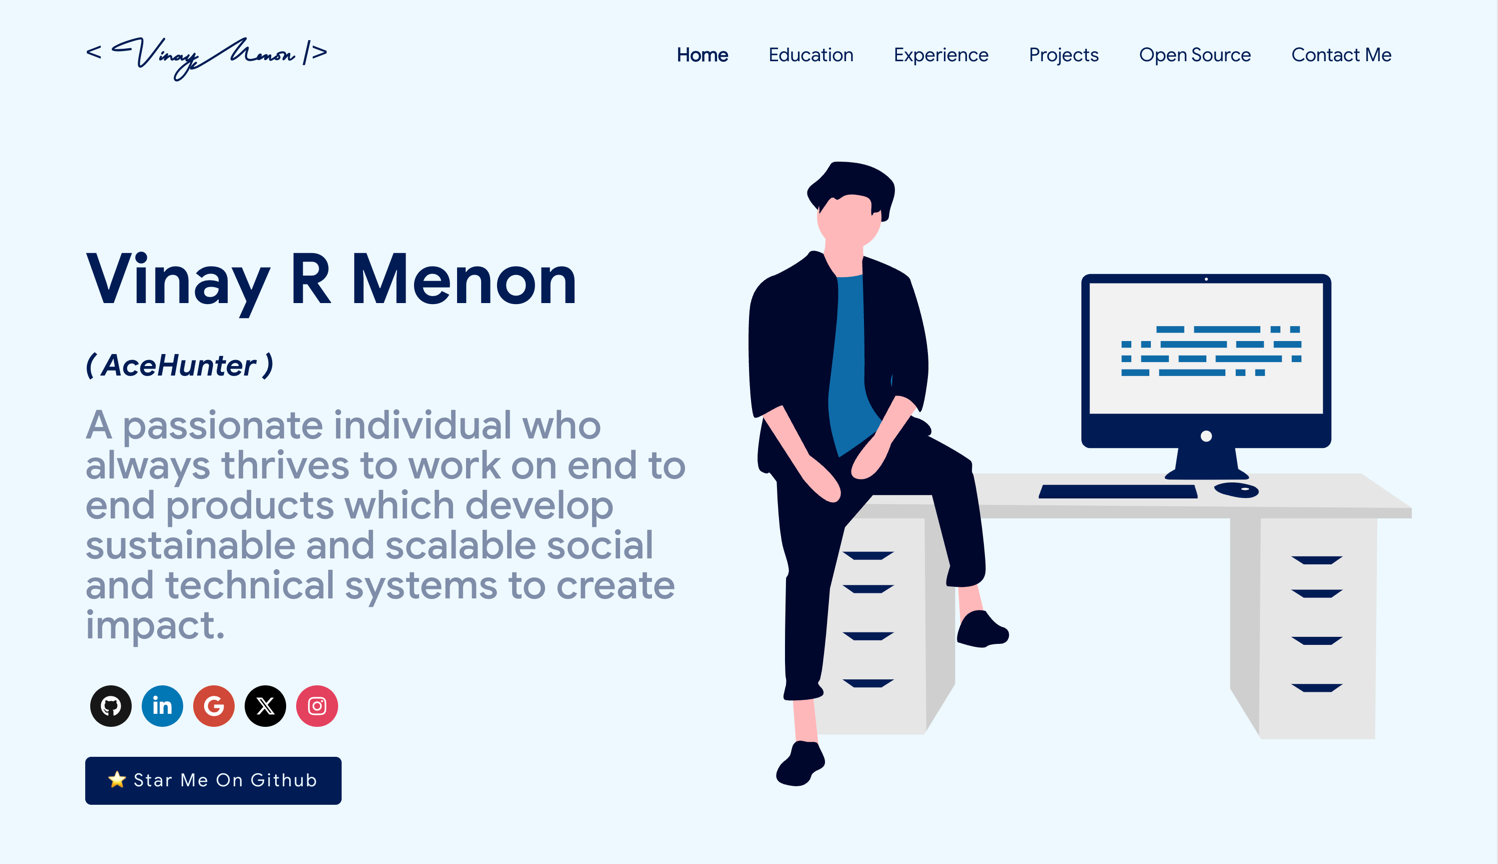 < Vinay Menon />
Home Education Experience Projects Open Source Contact Me
Vinay R Menon
( AceHunter )
A passionate individual who
always thrives to work on end to
end products which develop
sustainable and scalable social
and technical systems to create
impact.
in G X
⭐ Star Me On Github